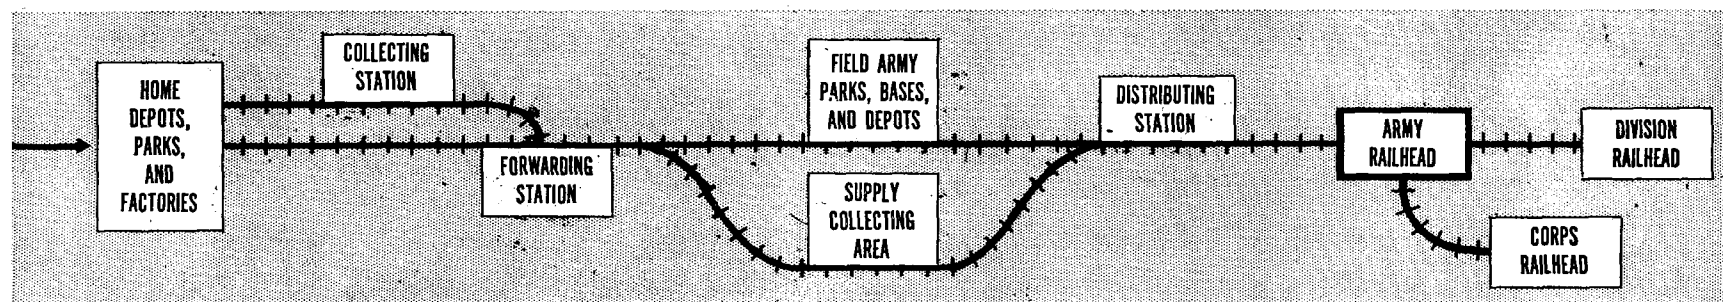 HOME
DEPOTS,
PARKS,
AND
FACTORIES
COLLECTING
STATION
FORWARDING
STATION
FIELD ARMY
PARKS, BASES,
AND DEPOTS
SUPPLY
COLLECTING
AREA
DISTRIBUTING
STATION
ARMY
RAILHEAD
DIVISION
RAILHEAD
CORPS
RAILHEAD